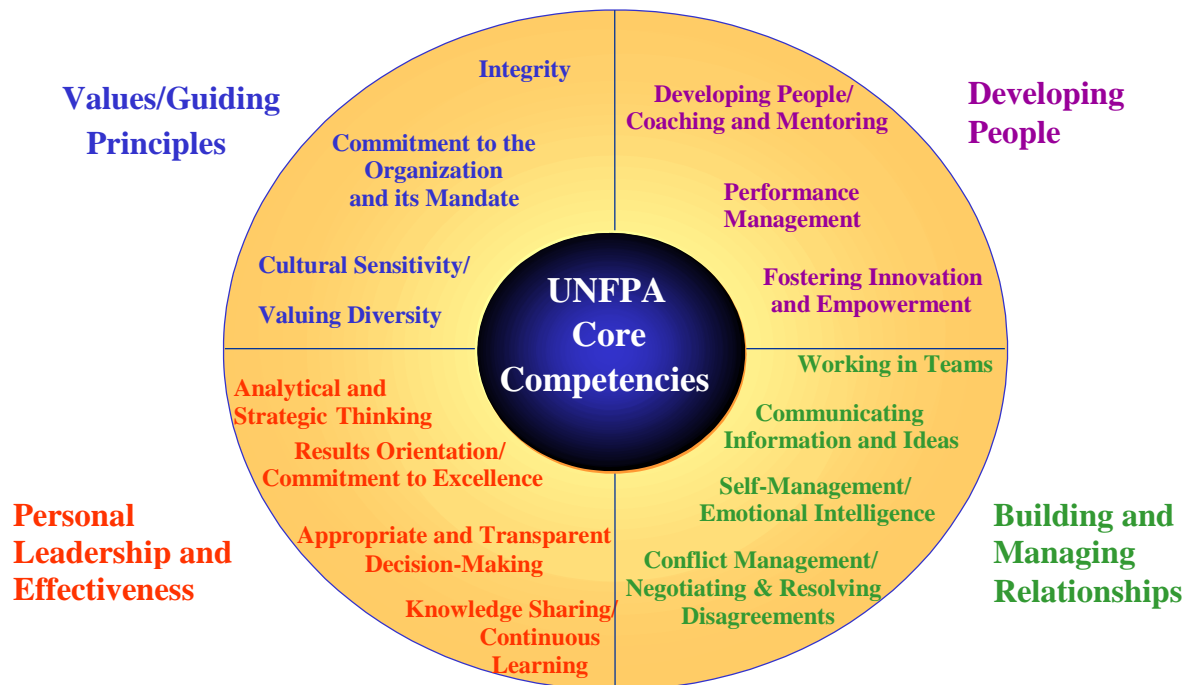 Values/Guiding
Principles
Integrity
Commitment to the
Organization
and its Mandate
Cultural Sensitivity/
Valuing Diversity
Developing People/
Coaching and Mentoring
Performance
Management
Fostering Innovation
and Empowerment
Developing
People
UNFPA
Core
Competencies
Analytical and
Strategic Thinking
Results Orientation/
Commitment to Excellence
Appropriate and Transparent
Decision-Making
Knowledge Sharing/
Continuous
Learning
Personal
Leadership and
Effectiveness
Working in Teams
Communicating
Information and Ideas
Self-Management/
Emotional Intelligence
Conflict Management/
Negotiating & Resolving
Disagreements
Building and
Managing
Relationships